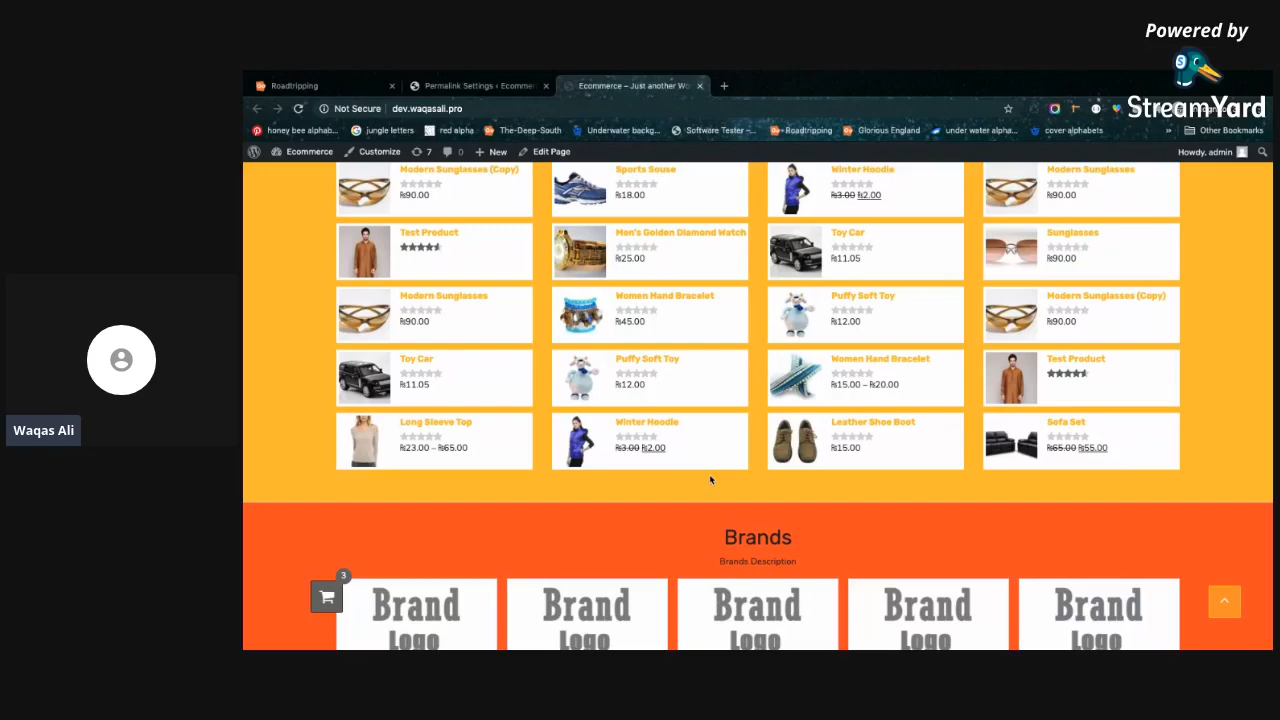 Powered by
StreamYard
Roadtripping
Permalink Settings ‹ Ecommer
Ecommerce – Just another Wo
Not Secure
dev.waqasali.pro
honey bee alphab...
jungle letters
red alpha
The-Deep-South
Underwater backg...
Software Tester –...
Roadtripping
Glorious England
under water alpha...
cover alphabets
»
Other Bookmarks
Ecommerce
Customize
7
0
New
Edit Page
Howdy, admin
Modern Sunglasses (Copy)
₨90.00
Sports Souse
₨18.00
Winter Hoodie
₨3.00 ₨2.00
Modern Sunglasses
₨90.00
Test Product
Men's Golden Diamond Watch
₨25.00
Toy Car
₨11.05
Sunglasses
₨90.00
Modern Sunglasses
₨90.00
Women Hand Bracelet
₨45.00
Puffy Soft Toy
₨12.00
Modern Sunglasses (Copy)
₨90.00
Toy Car
₨11.05
Puffy Soft Toy
₨12.00
Women Hand Bracelet
₨15.00 – ₨20.00
Test Product
Long Sleeve Top
₨23.00 – ₨65.00
Winter Hoodie
₨3.00 ₨2.00
Leather Shoe Boot
₨15.00
Sofa Set
₨65.00 ₨55.00
Waqas Ali
Brands
Brands Description
3
Brand
Logo
Brand
Logo
Brand
Logo
Brand
Logo
Brand
Logo